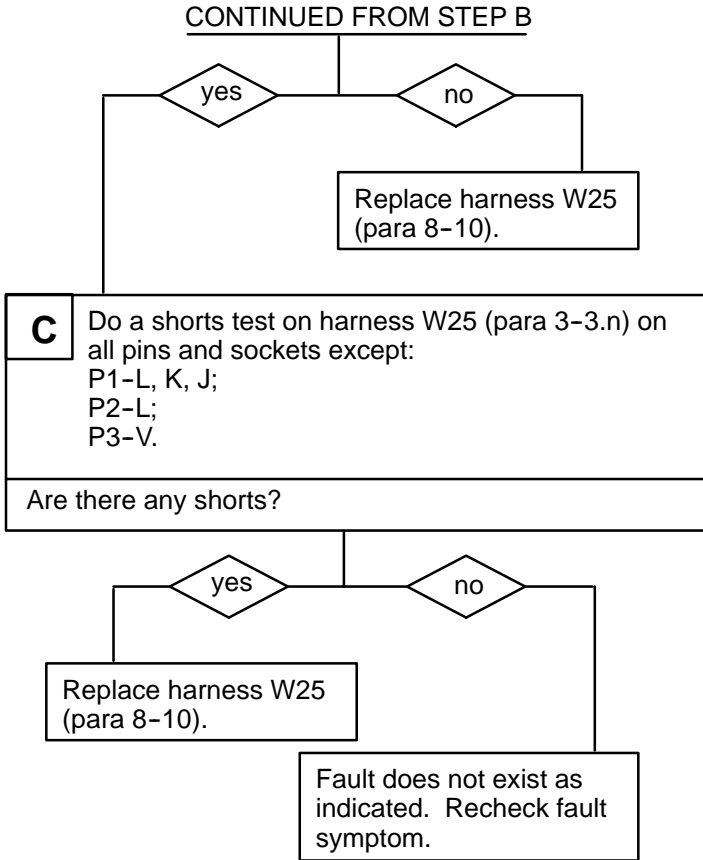 CONTINUED FROM STEP B
yes
no
Replace harness W25
(para 8-10).
C
Do a shorts test on harness W25 (para 3-3.n) on
all pins and sockets except:
P1-L, K, J;
P2-L;
P3-V.
Are there any shorts?
yes
no
Replace harness W25
(para 8-10).
Fault does not exist as
indicated.  Recheck fault
symptom.